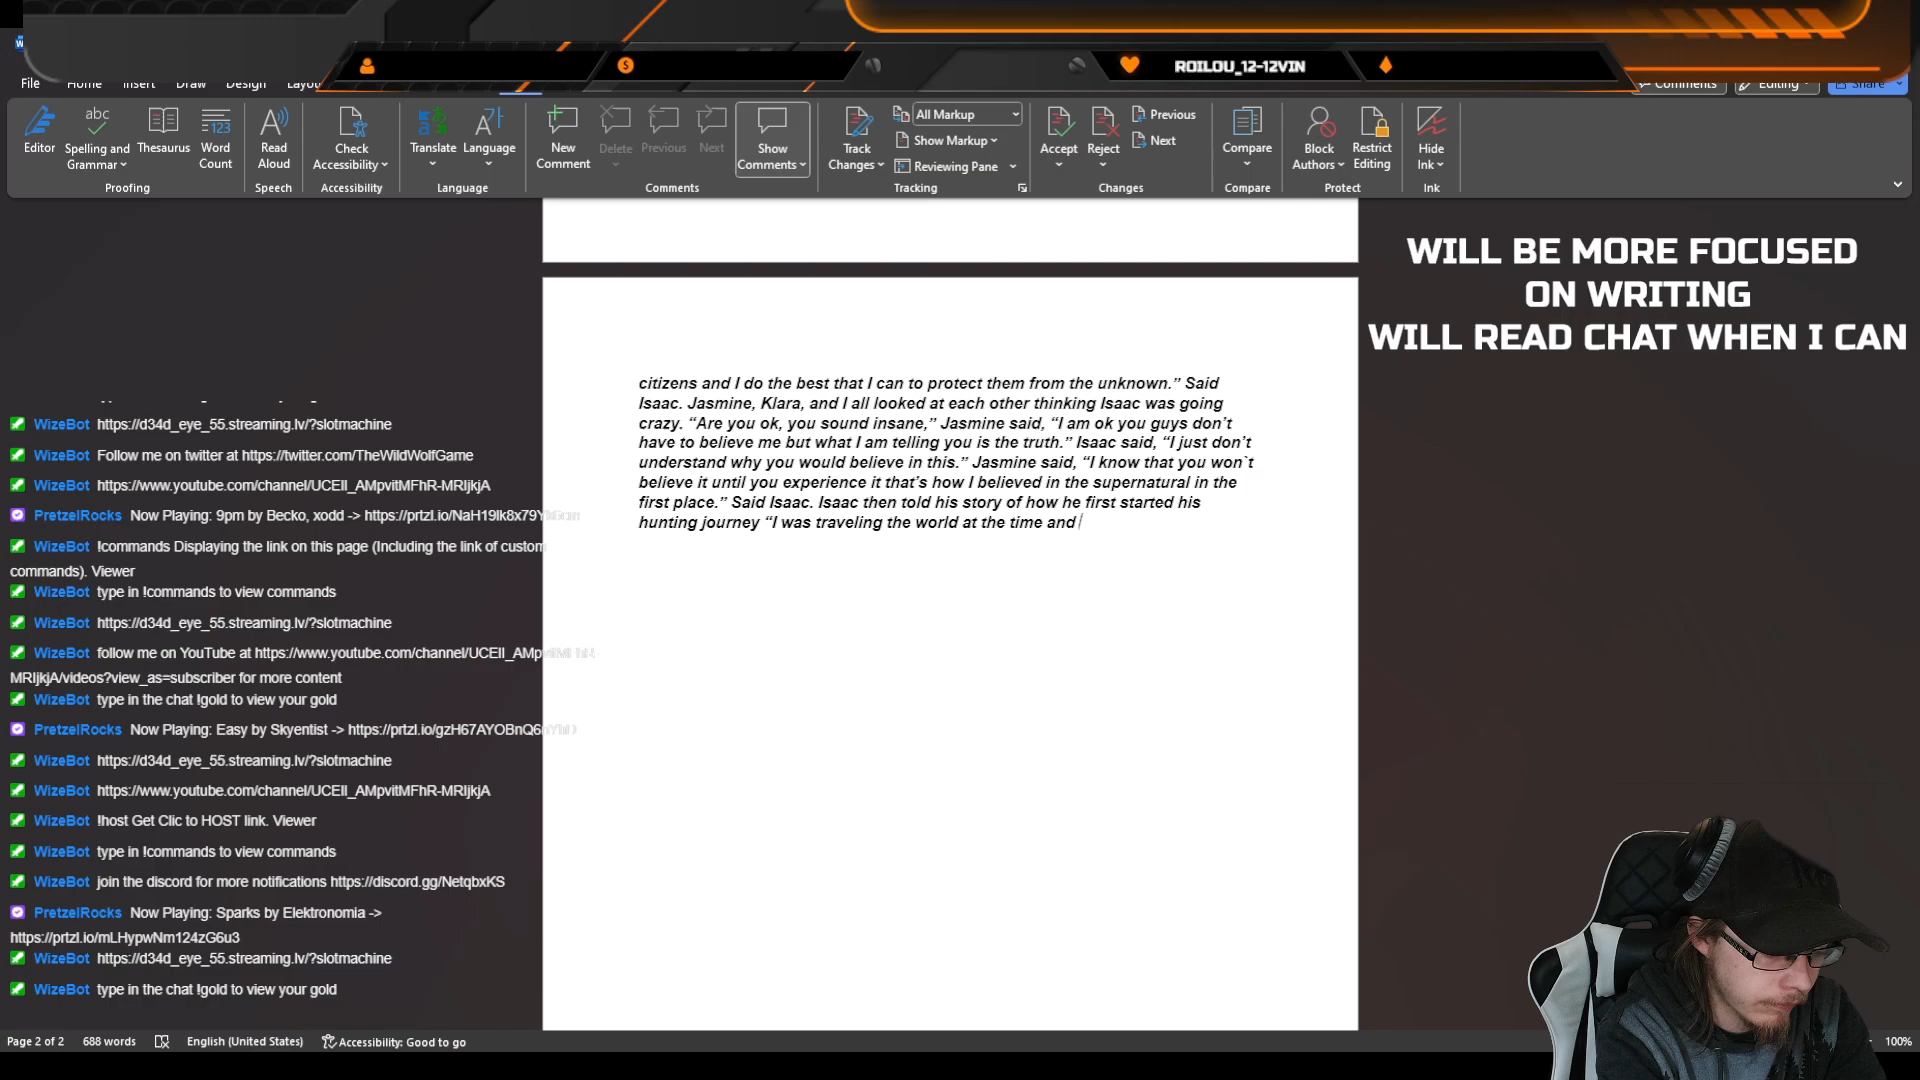 ROILOU_12-12VIN
File Home Insert Draw Design
Comments Editing Share
Editor
Spelling and Grammar
Thesaurus
Word Count
Read Aloud
Check Accessibility
Translate
Language
New Comment
Delete
Previous
Next
Show Comments
Track Changes
All Markup
Show Markup
Reviewing Pane
Accept
Reject
Previous
Next
Compare
Block Authors
Restrict Editing
Hide Ink
Proofing
Speech
Accessibility
Language
Comments
Tracking
Changes
Compare
Protect
Ink
WILL BE MORE FOCUSED
ON WRITING
WILL READ CHAT WHEN I CAN
citizens and I do the best that I can to protect them from the unknown.” Said
Isaac. Jasmine, Klara, and I all looked at each other thinking Isaac was going
crazy. “Are you ok, you sound insane,” Jasmine said, “I am ok you guys don’t
have to believe me but what I am telling you is the truth.” Isaac said, “I just don’t
understand why you would believe in this.” Jasmine said, “I know that you won`t
believe it until you experience it that’s how I believed in the supernatural in the
first place.” Said Isaac. Isaac then told his story of how he first started his
hunting journey “I was traveling the world at the time and
WizeBot https://d34d_eye_55.streaming.lv/?slotmachine
WizeBot Follow me on twitter at https://twitter.com/TheWildWolfGame
WizeBot https://www.youtube.com/channel/UCEIl_AMpvitMFhR-MRIjkjA
PretzelRocks Now Playing: 9pm by Becko, xodd ->
WizeBot !commands Displaying the link on this page (Including the link of custom
commands). Viewer
WizeBot type in !commands to view commands
WizeBot https://d34d_eye_55.streaming.lv/?slotmachine
WizeBot follow me on YouTube at
MRIjkjA/videos?view_as=subscriber for more content
WizeBot type in the chat !gold to view your gold
PretzelRocks Now Playing: Easy by Skyentist ->
WizeBot https://d34d_eye_55.streaming.lv/?slotmachine
WizeBot https://www.youtube.com/channel/UCEIl_AMpvitMFhR-MRIjkjA
WizeBot !host Get Clic to HOST link. Viewer
WizeBot type in !commands to view commands
WizeBot join the discord for more notifications https://discord.gg/NetqbxKS
PretzelRocks Now Playing: Sparks by Elektronomia ->
https://prtzl.io/mLHypwNm124zG6u3
WizeBot https://d34d_eye_55.streaming.lv/?slotmachine
WizeBot type in the chat !gold to view your gold
Page 2 of 2 688 words English (United States) Accessibility: Good to go 100%